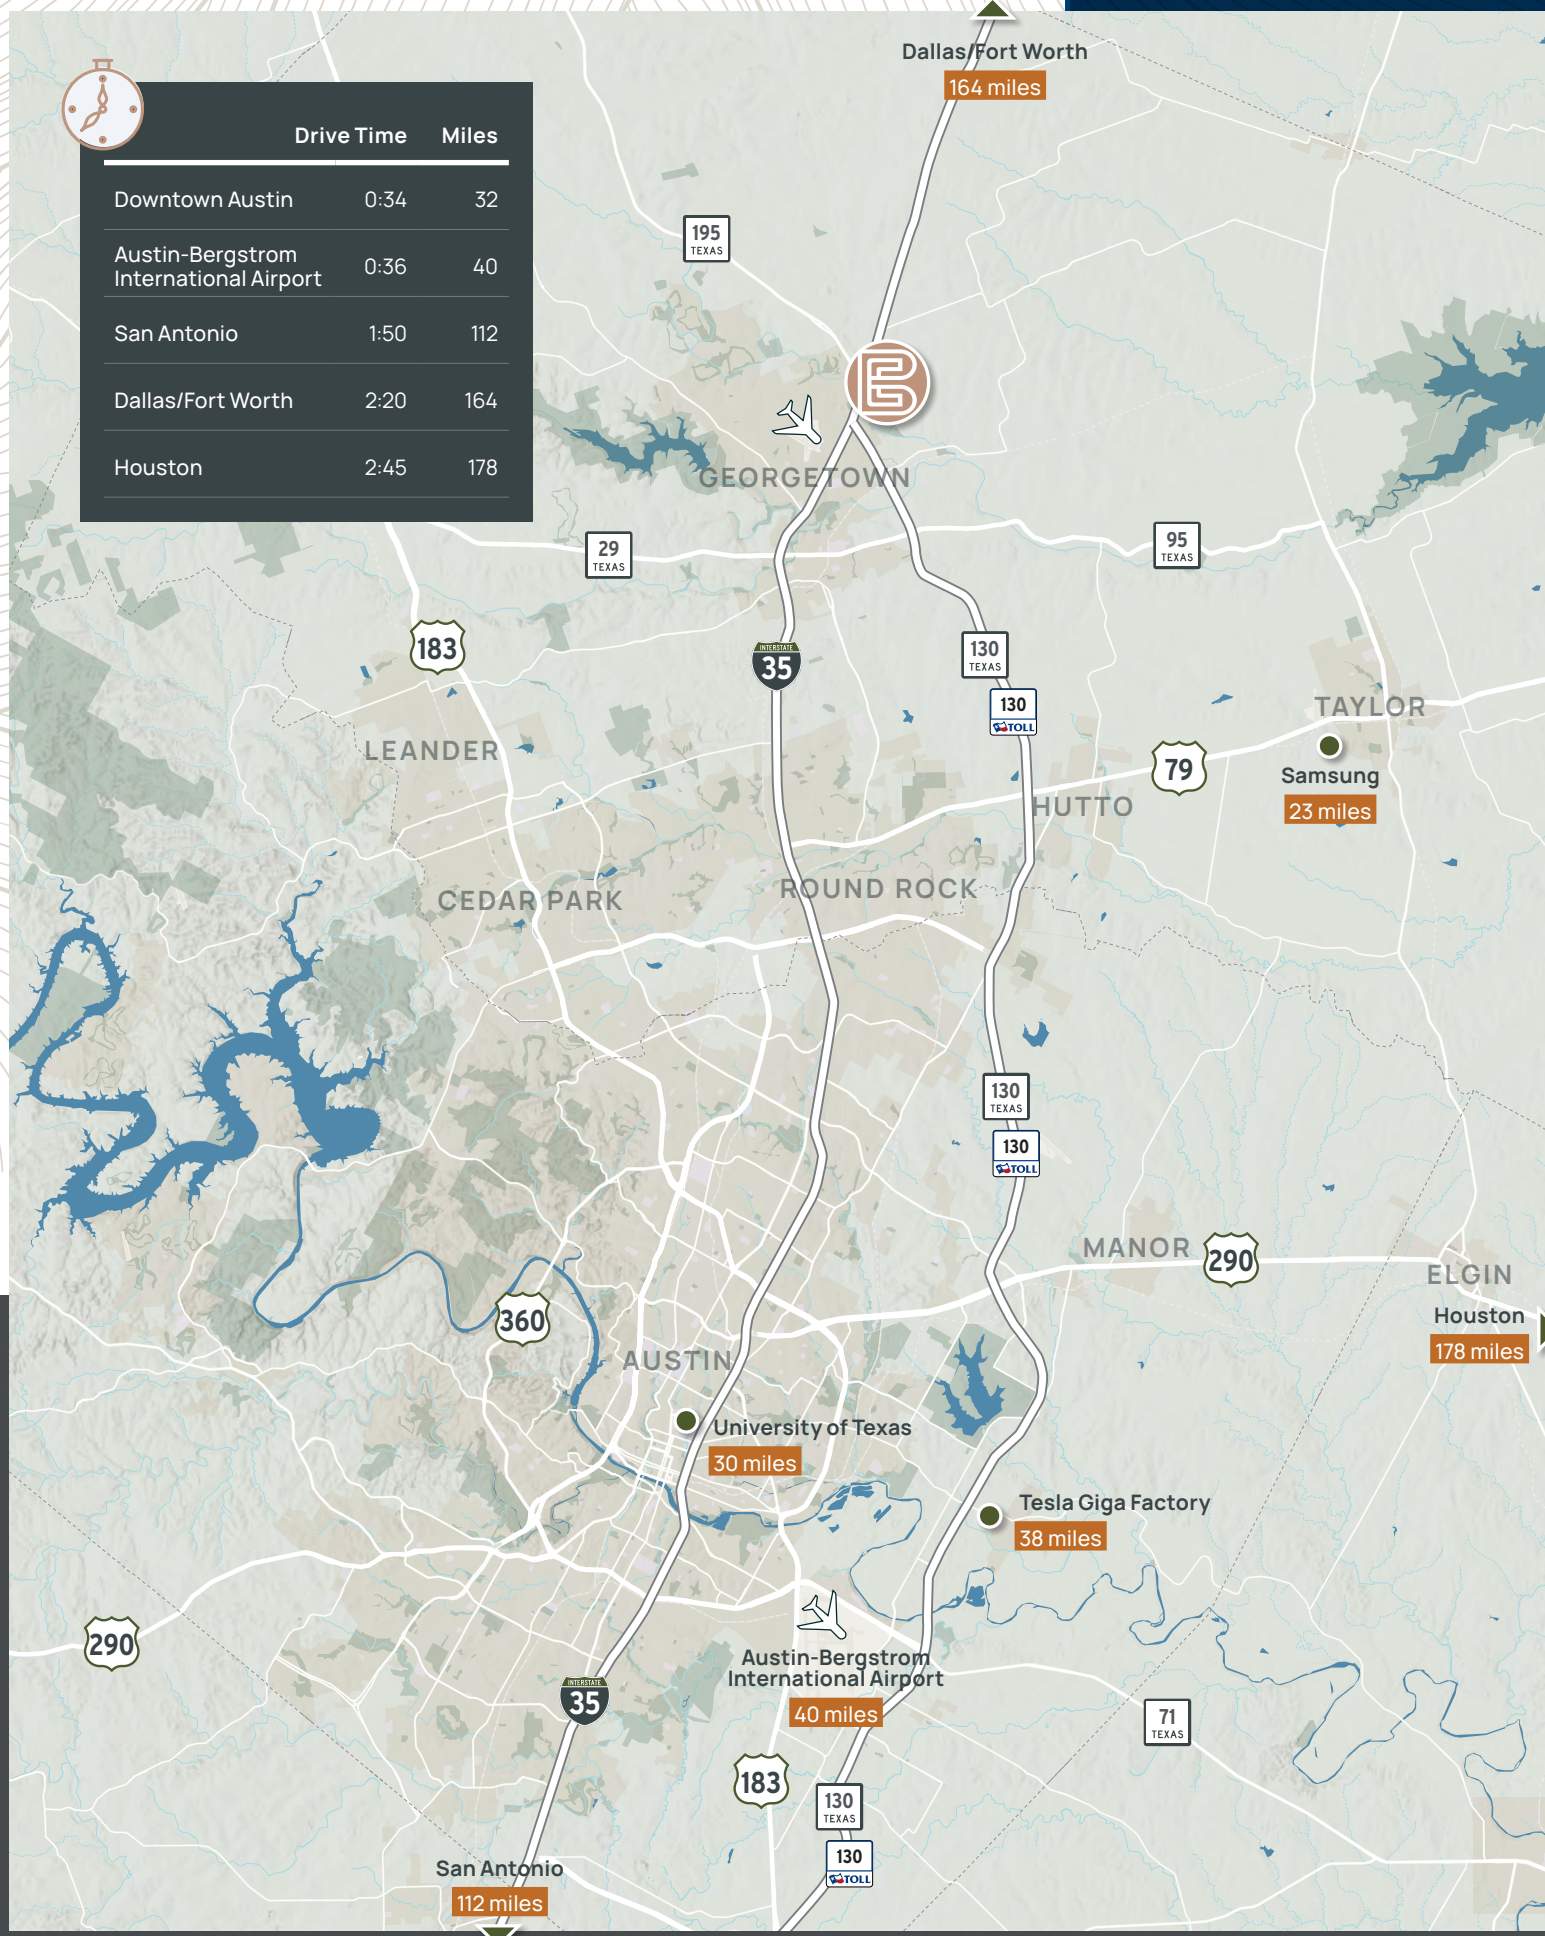 Dallas/Fort Worth
164 miles
Drive Time Miles
Downtown Austin 0:34 32
Austin-Bergstrom
International Airport 0:36 40
San Antonio 1:50 112
Dallas/Fort Worth 2:20 164
Houston 2:45 178
195
TEXAS
GEORGETOWN
29
TEXAS
95
TEXAS
183
INTERSTATE
35
130
TEXAS
130
TOLL
TAYLOR
LEANDER
79
Samsung
23 miles
HUTTO
CEDAR PARK
ROUND ROCK
130
TEXAS
130
TOLL
MANOR
290
ELGIN
Houston
178 miles
360
AUSTIN
University of Texas
30 miles
Tesla Giga Factory
38 miles
290
Austin-Bergstrom
International Airport
40 miles
INTERSTATE
35
71
TEXAS
183
130
TEXAS
130
TOLL
San Antonio
112 miles